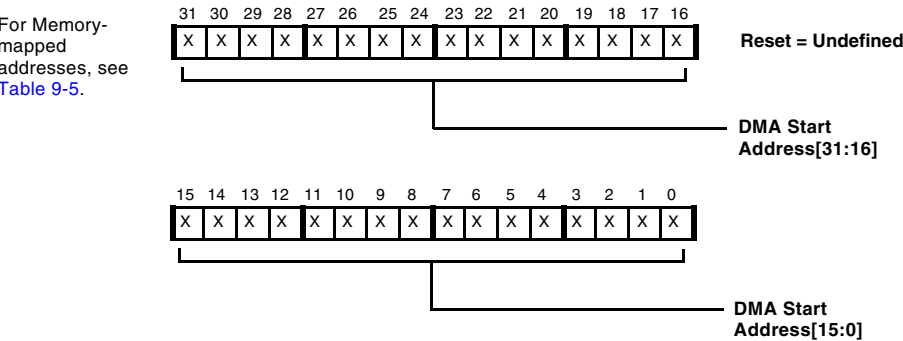 For Memory-
mapped
addresses, see
Table 9-5.
31 30 29 28 27 26 25 24 23 22 21 20 19 18 17 16
X X X X X X X X X X X X X X X X
Reset = Undefined
DMA Start
Address[31:16]
15 14 13 12 11 10 9 8 7 6 5 4 3 2 1 0
X X X X X X X X X X X X X X X X
DMA Start
Address[15:0]